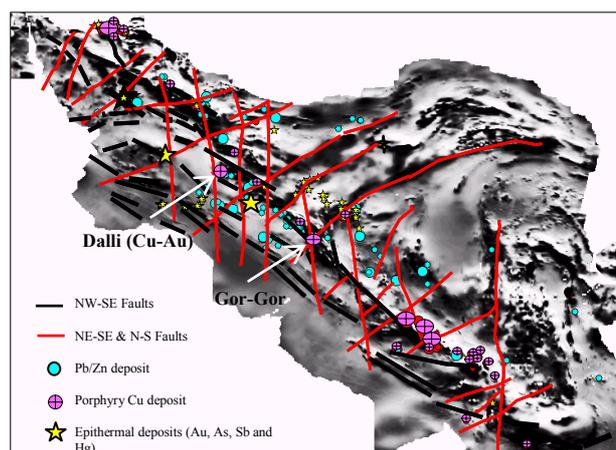 Dalli (Cu-Au)
Gor-Gor
NW-SE Faults
NE-SE & N-S Faults
Pb/Zn deposit
Porphyry Cu deposit
Epithermal deposits (Au, As, Sb and
Hg)